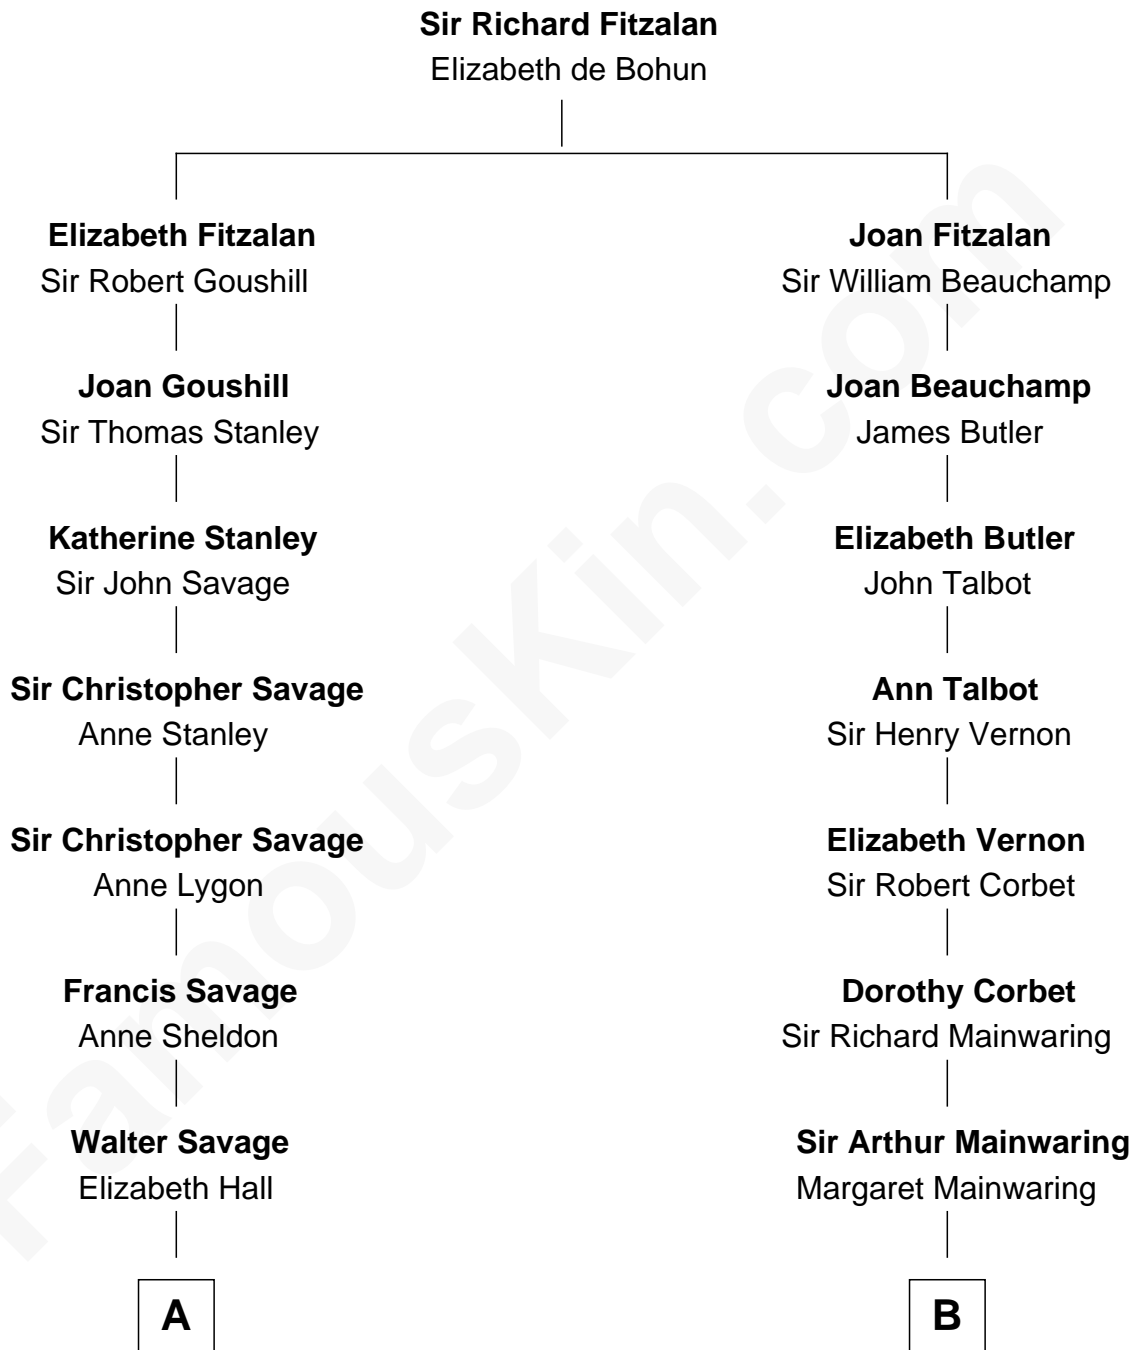 Sir Richard Fitzalan
Elizabeth de Bohun
Elizabeth Fitzalan
Sir Robert Goushill
Joan Fitzalan
Sir William Beauchamp
Joan Goushill
Sir Thomas Stanley
Joan Beauchamp
James Butler
Katherine Stanley
Sir John Savage
Elizabeth Butler
John Talbot
Sir Christopher Savage
Anne Stanley
Ann Talbot
Sir Henry Vernon
Sir Christopher Savage
Anne Lygon
Elizabeth Vernon
Sir Robert Corbet
Francis Savage
Anne Sheldon
Dorothy Corbet
Sir Richard Mainwaring
Walter Savage
Elizabeth Hall
Sir Arthur Mainwaring
Margaret Mainwaring
A
B
FamousKin.com